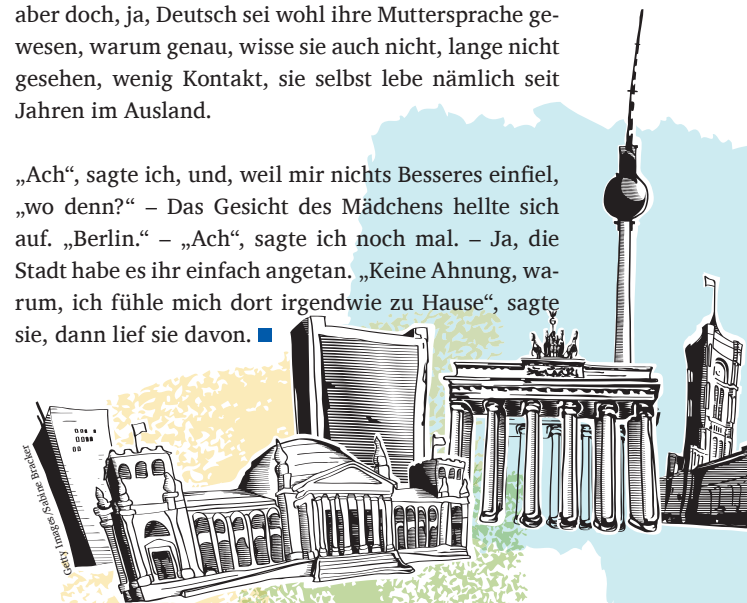 aber doch, ja, Deutsch sei wohl ihre Muttersprache ge-
wesen, warum genau, wisse sie auch nicht, lange nicht
gesehen, wenig Kontakt, sie selbst lebe nämlich seit
Jahren im Ausland.
„Ach“, sagte ich, und, weil mir nichts Besseres einfiel,
„wo denn?“ – Das Gesicht des Mädchens hellte sich
auf. „Berlin.“ – „Ach“, sagte ich noch mal. – Ja, die
Stadt habe es ihr einfach angetan. „Keine Ahnung, wa-
rum, ich fühle mich dort irgendwie zu Hause“, sagte
sie, dann lief sie davon.
Getty Images/Sabine Bracker